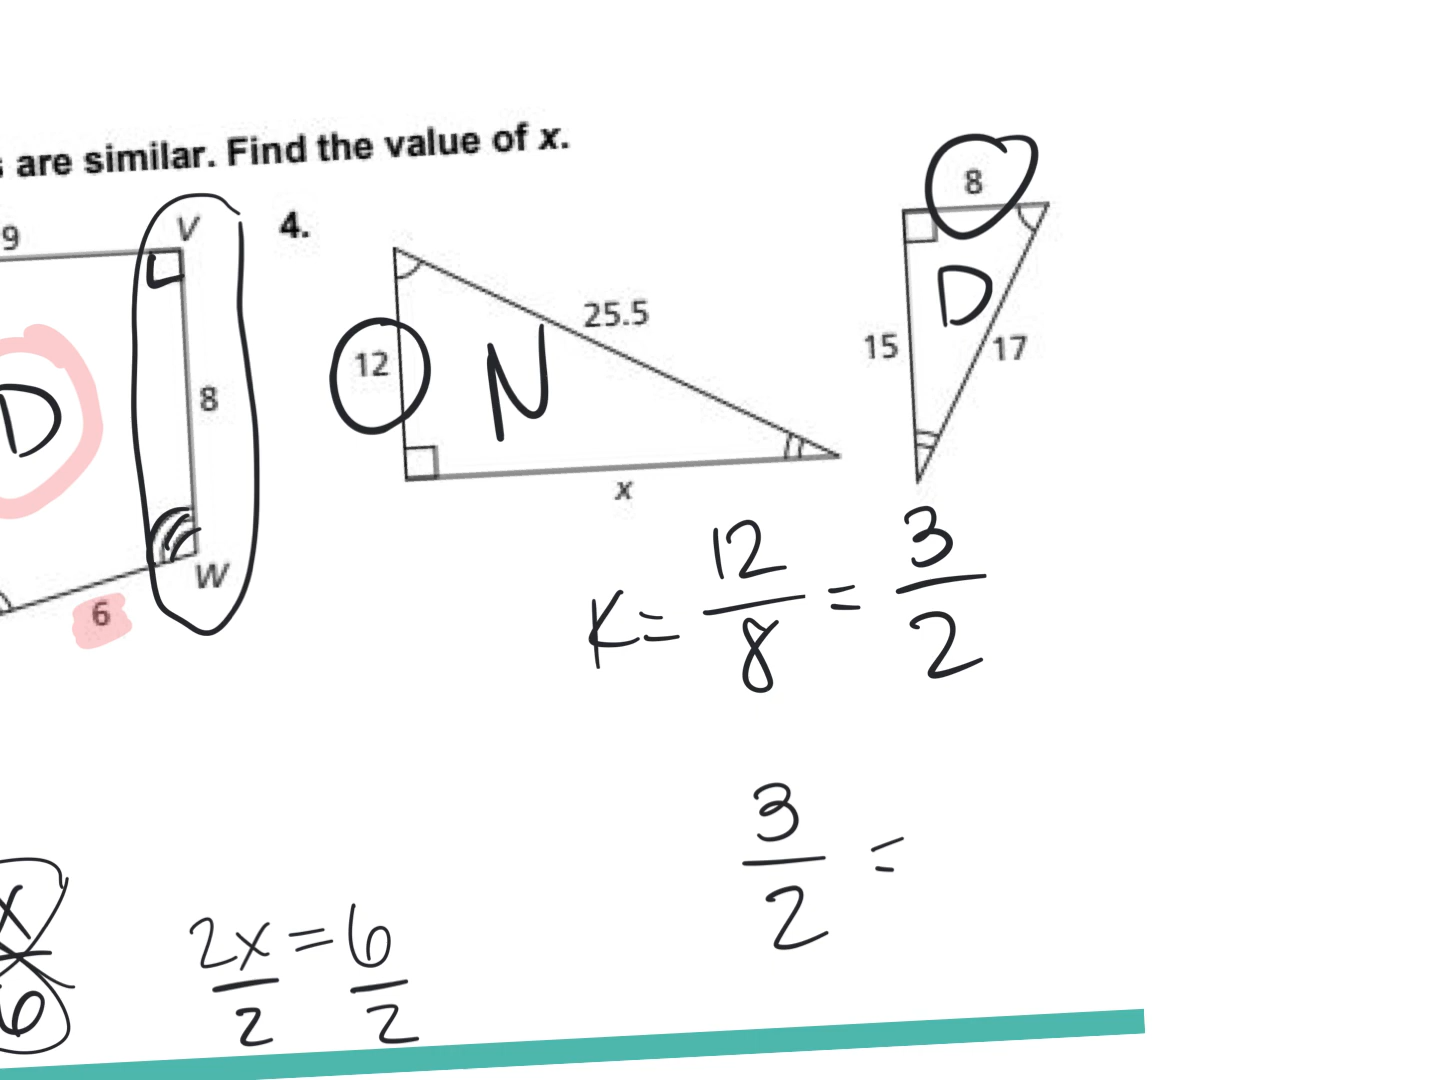 are similar. Find the value of x.
9
V
8
W
6
D
4.
12
N
25.5
x
8
D
15
17
K = 12/8 = 3/2
3/2 =
x/6
2x/2 = 6/2